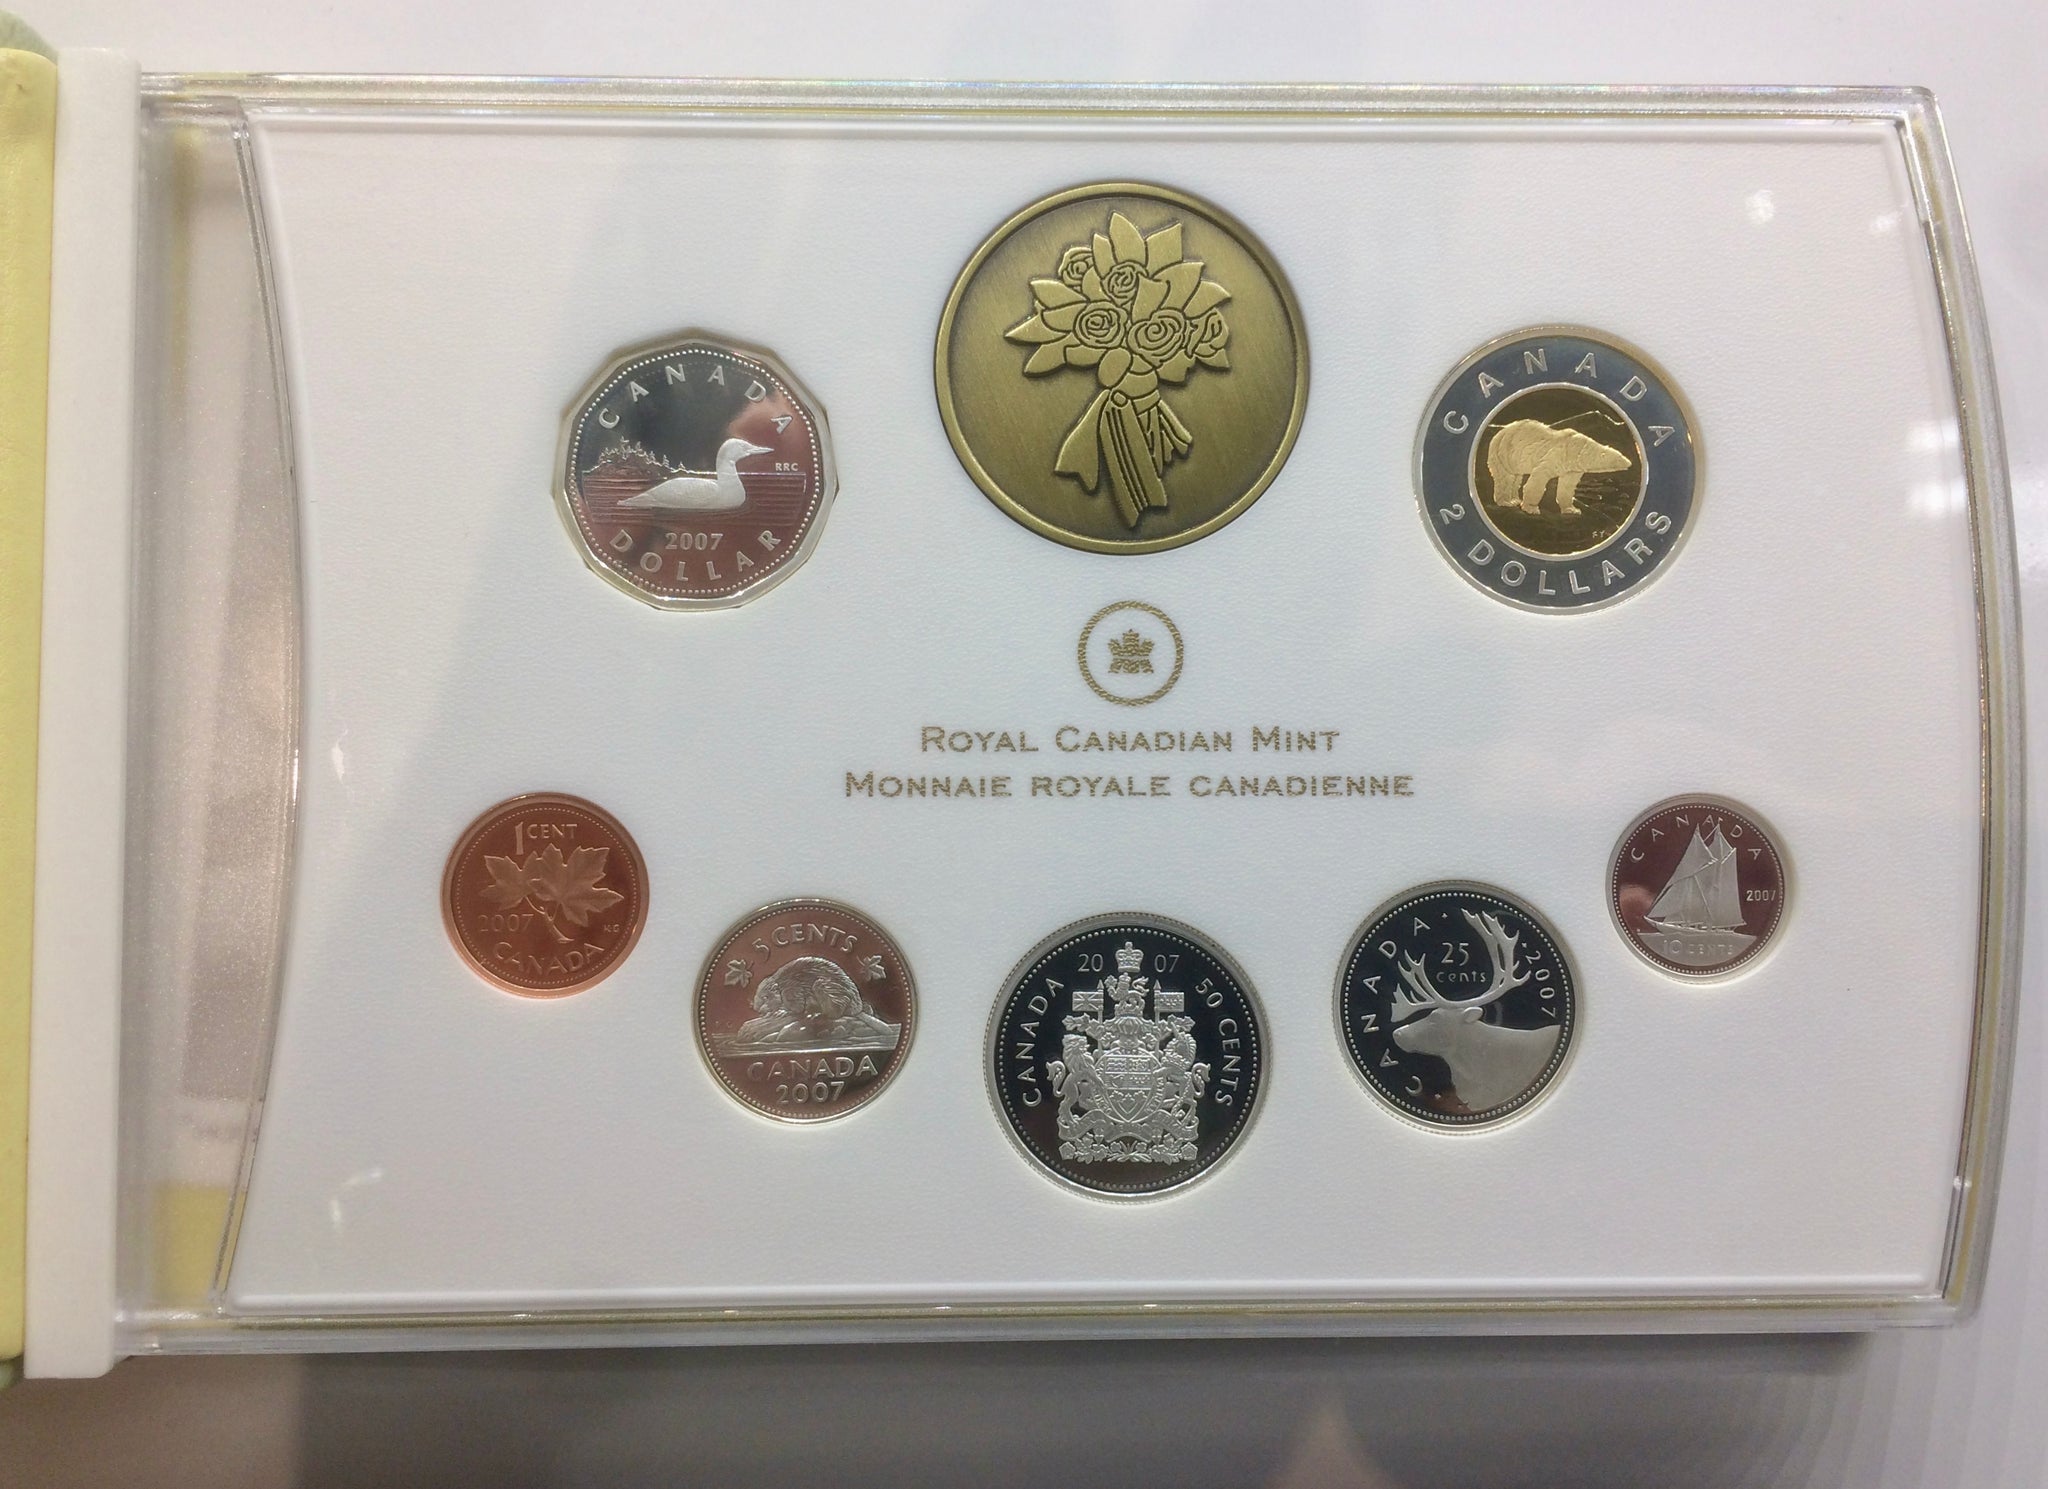 CANADA
RRC
2007
DOLLAR
CANADA
2 DOLLARS
ROYAL CANADIAN MINT
MONNAIE ROYALE CANADIENNE
1 CENT
2007
KG
CANADA
5 CENTS
CANADA
2007
20 07
CANADA
50 CENTS
CANADA
25
cents
2007
CANADA
2007
10 CENTS